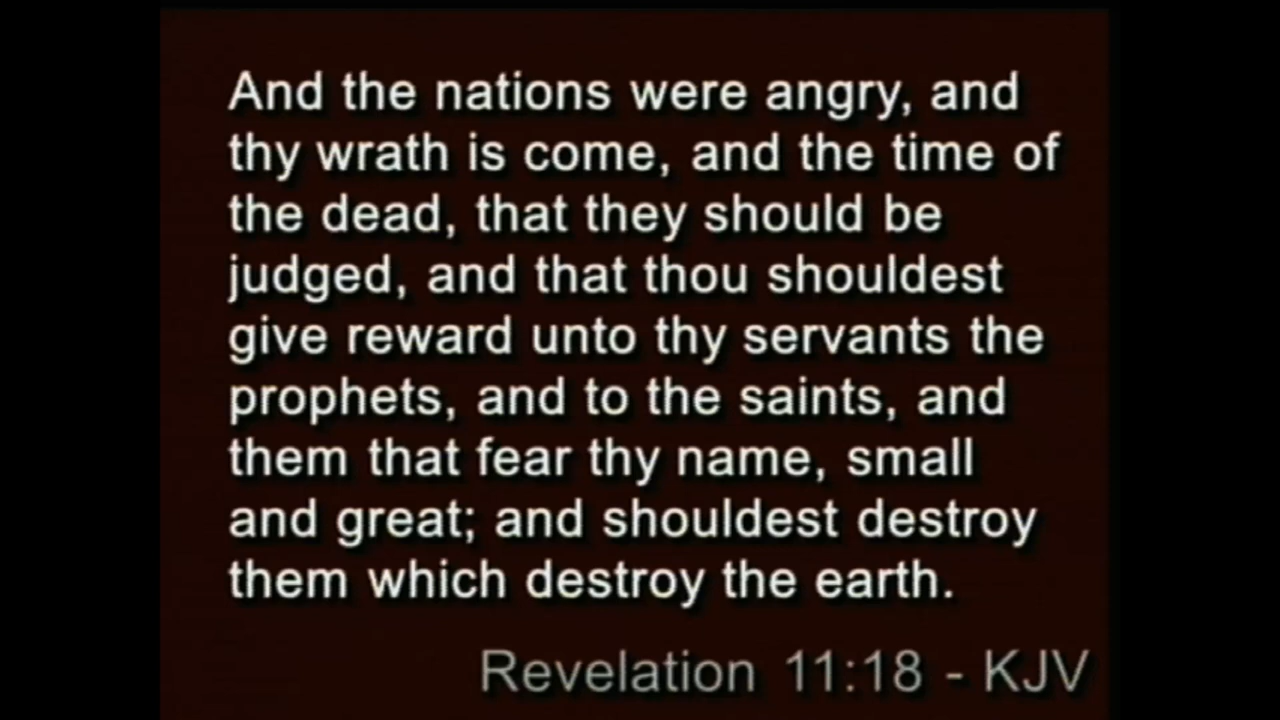 And the nations were angry, and
thy wrath is come, and the time of
the dead, that they should be
judged, and that thou shouldest
give reward unto thy servants the
prophets, and to the saints, and
them that fear thy name, small
and great; and shouldest destroy
them which destroy the earth.
Revelation 11:18 - KJV